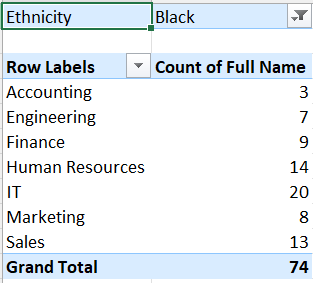 Ethnicity Black
Row Labels Count of Full Name
Accounting 3
Engineering 7
Finance 9
Human Resources 14
IT 20
Marketing 8
Sales 13
Grand Total 74